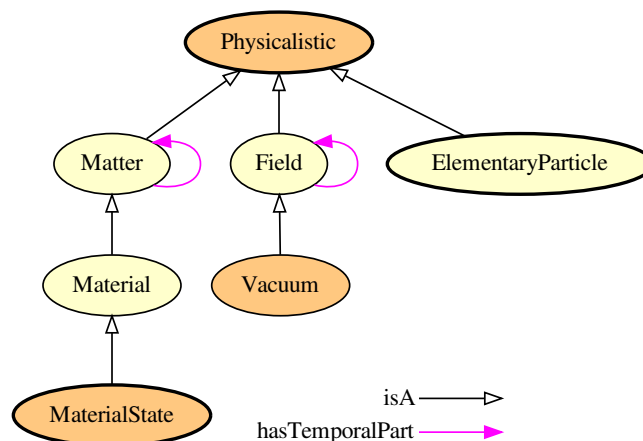 Physicalistic
Matter
Field
ElementaryParticle
Material
Vacuum
MaterialState
isA
hasTemporalPart